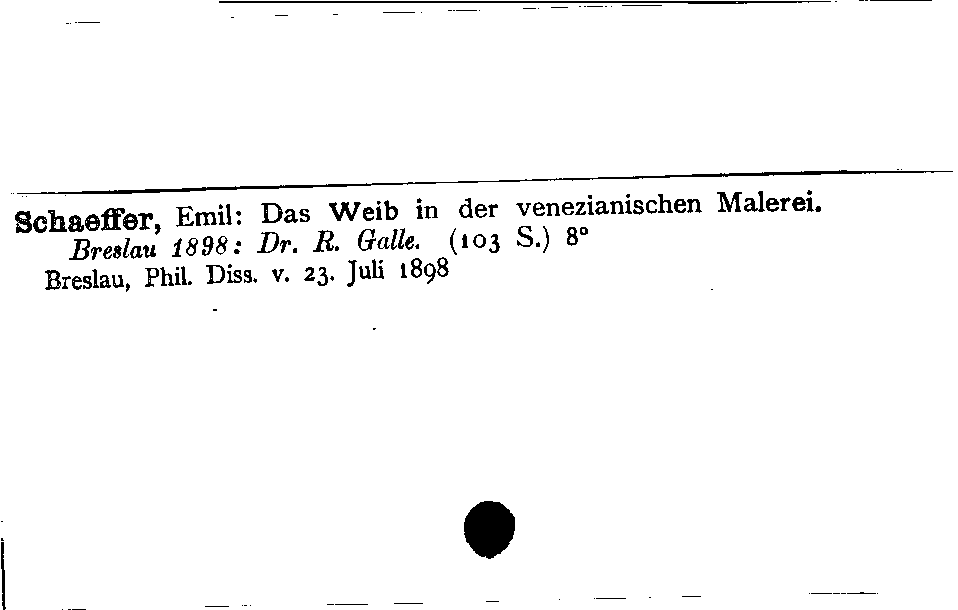 Schaeffer, Emil: Das Weib in der venezianischen Malerei.
Breslau 1898: Dr. R. Galle. (103 S.) 8°
Breslau, Phil. Diss. v. 23. Juli 1898